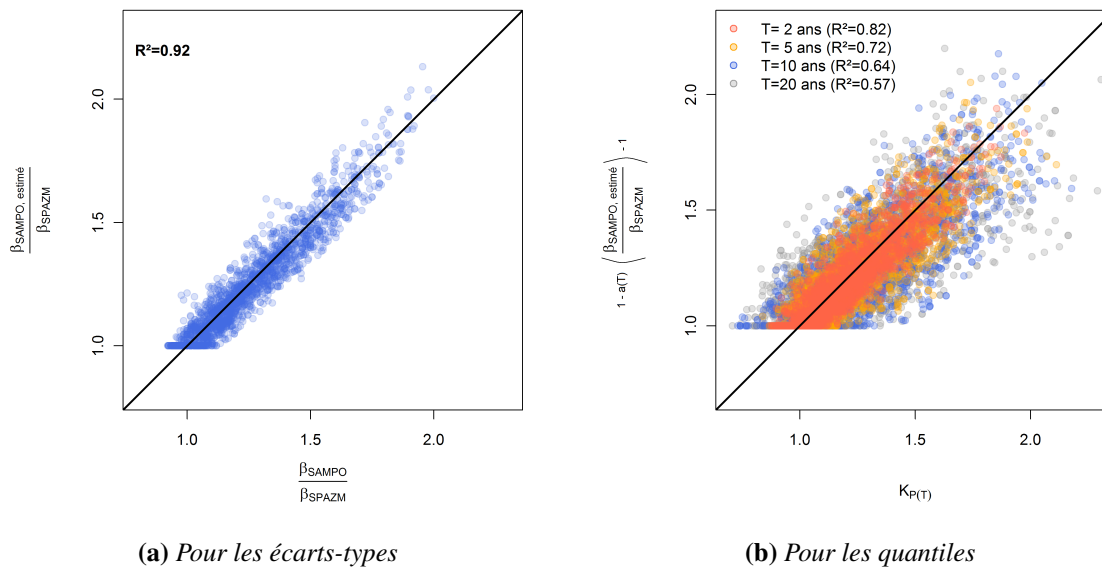 R²=0.92
2.0
1.5
1.0
β_SAMPO, estimé
β_SPAZM
1.0 1.5 2.0
β_SAMPO
β_SPAZM
(a) Pour les écarts-types
T= 2 ans (R²=0.82)
T= 5 ans (R²=0.72)
T=10 ans (R²=0.64)
T=20 ans (R²=0.57)
2.0
1.5
1.0
1 - a(T) ( β_SAMPO, estimé / β_SPAZM ) - 1
1.0 1.5 2.0
K_P(T)
(b) Pour les quantiles